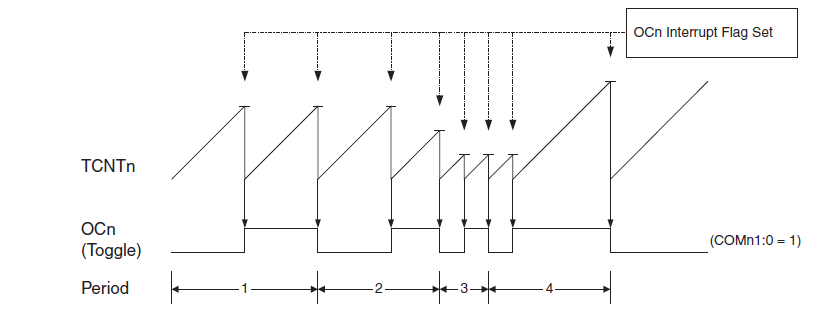 OCn Interrupt Flag Set
TCNTn
OCn
(Toggle)
(COMn1:0 = 1)
Period
1
2
3
4